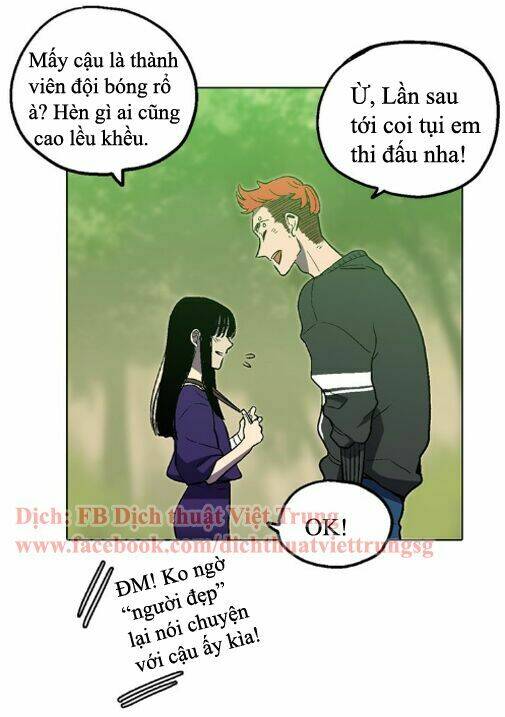 Mấy cậu là thành
viên đội bóng rổ
à? Hèn gì ai cũng
cao lều khều.
Ừ, Lần sau
tới coi tụi em
thi đấu nha!
Dịch: FB Dịch thuật Việt Trung
www.facebook.com/dichthuatviettrungsg
OK!
ĐM! Ko ngờ
“người đẹp”
lại nói chuyện
với cậu ấy kìa!